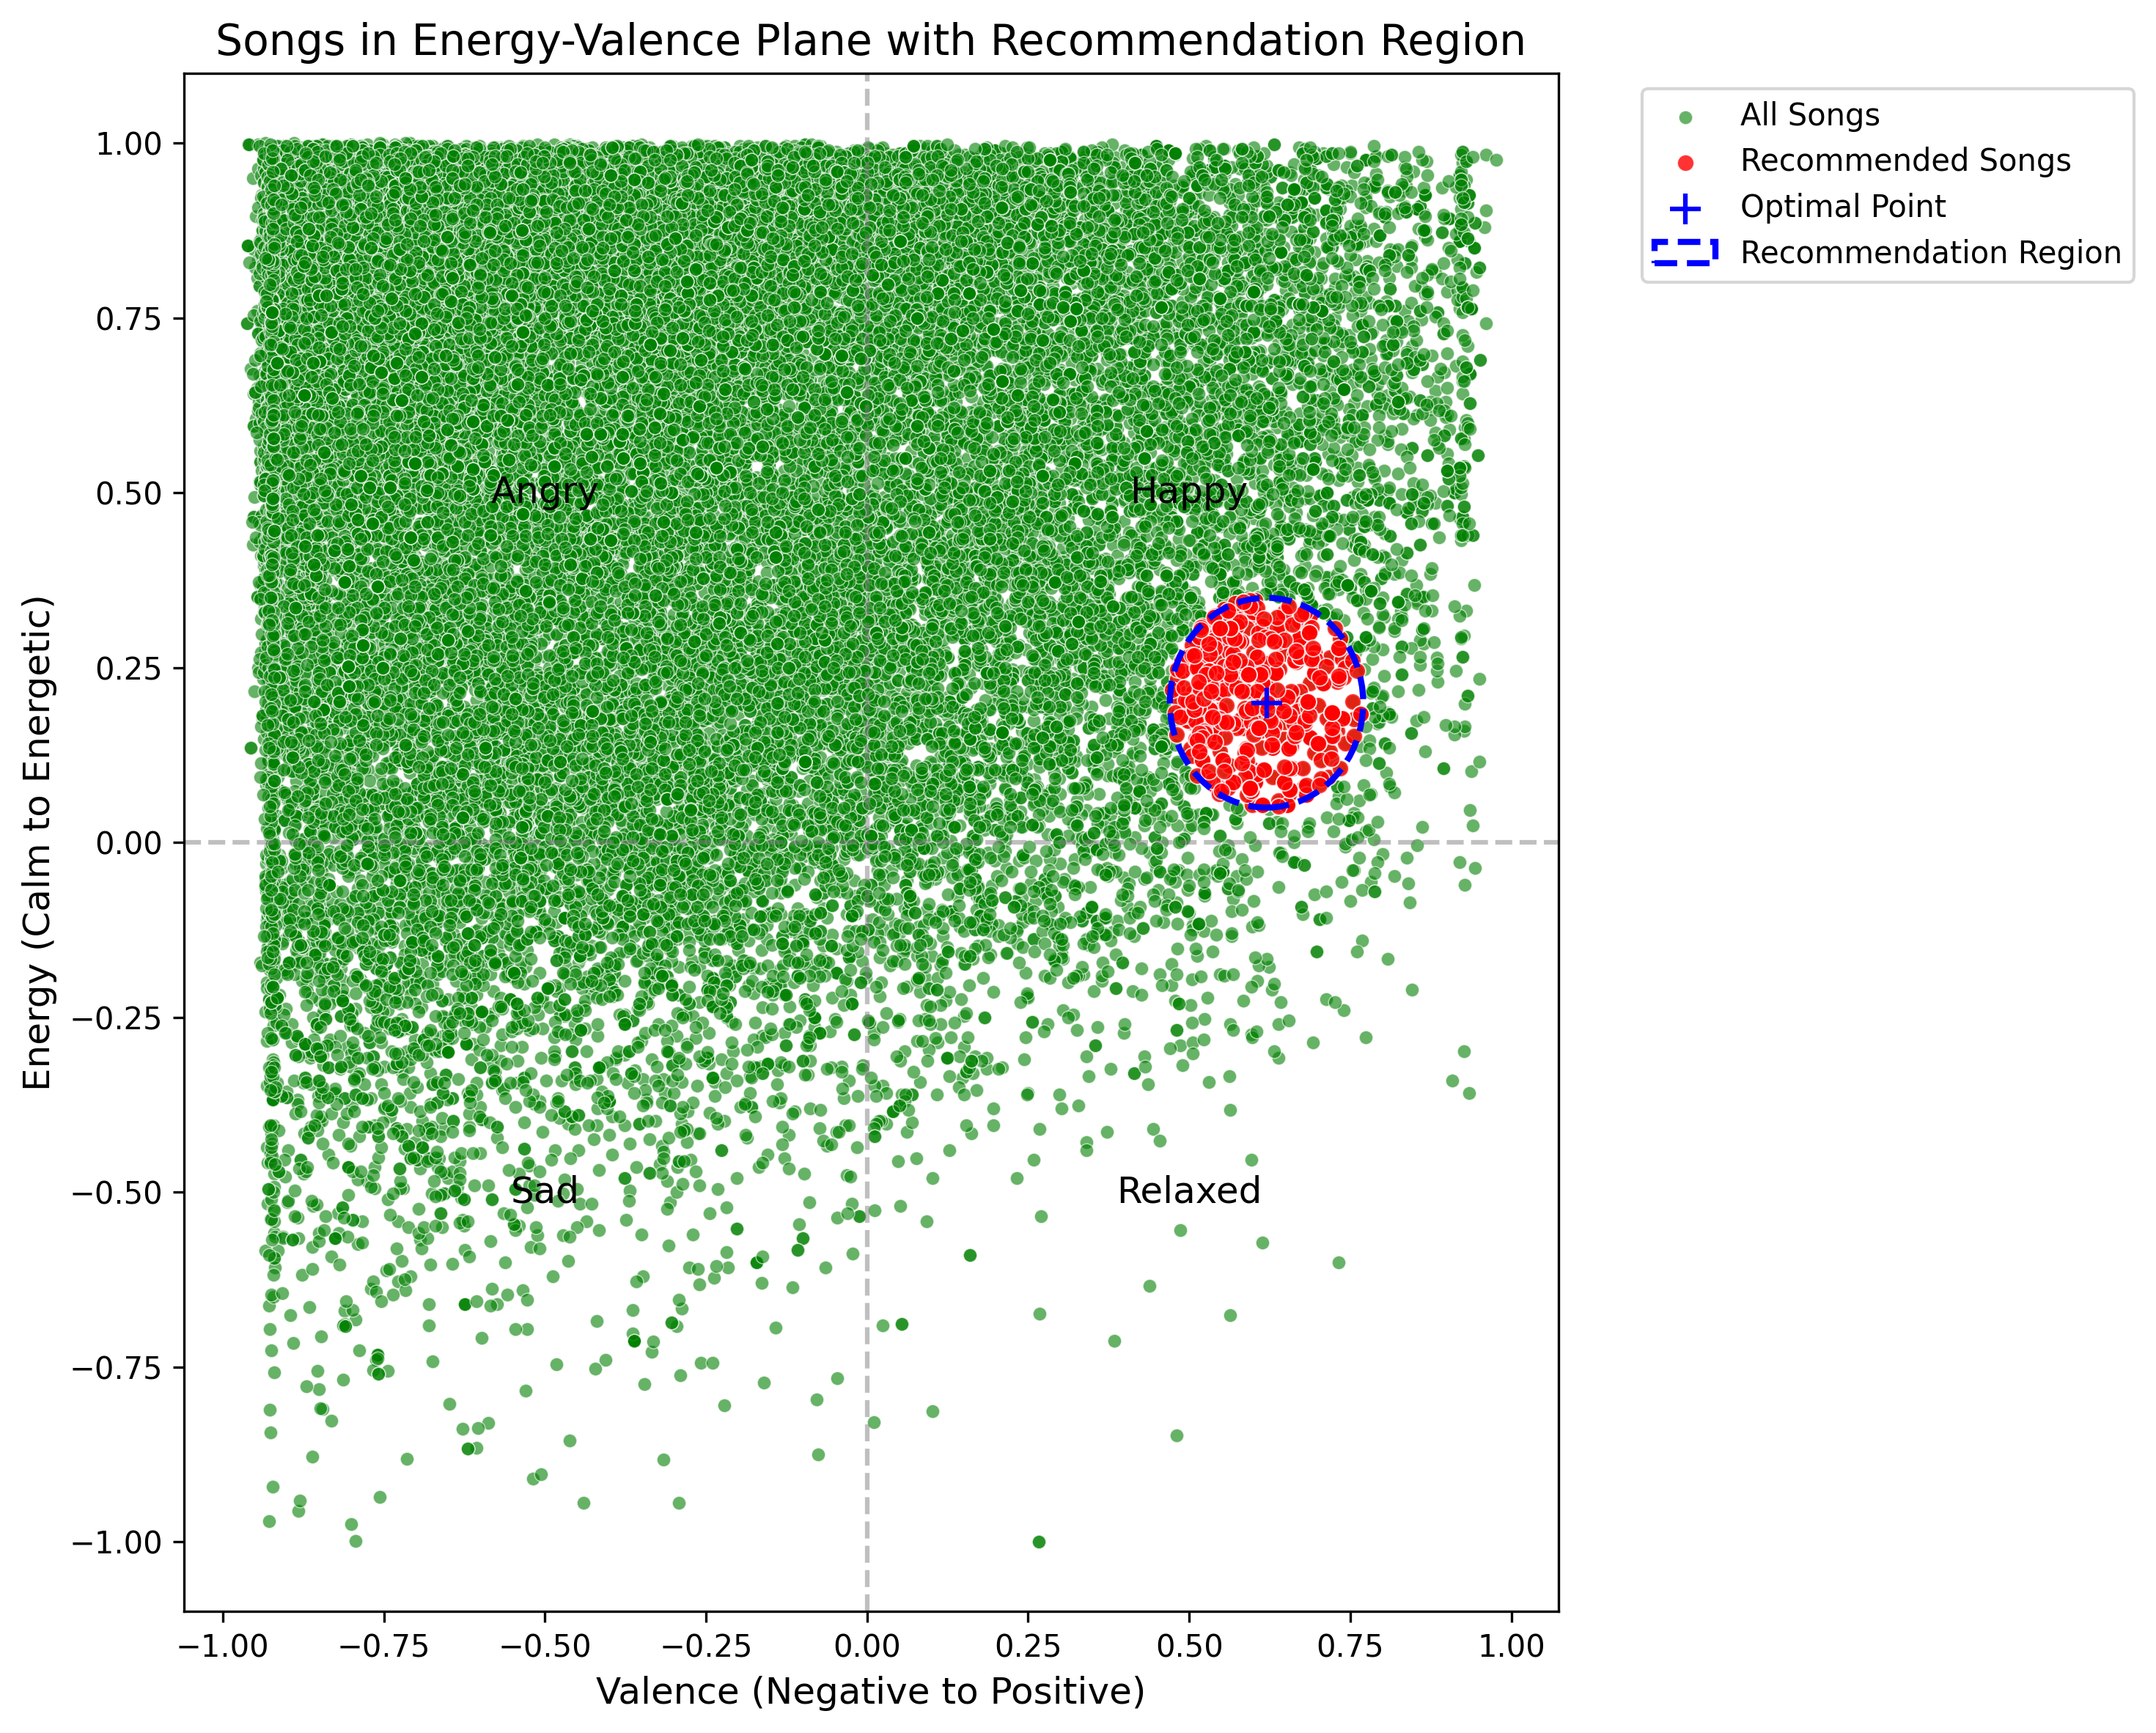 Songs in Energy-Valence Plane with Recommendation Region
All Songs
Recommended Songs
Optimal Point
Recommendation Region
1.00
0.75
0.50
0.25
0.00
−0.25
−0.50
−0.75
−1.00
Energy (Calm to Energetic)
Angry
Happy
Sad
Relaxed
−1.00
−0.75
−0.50
−0.25
0.00
0.25
0.50
0.75
1.00
Valence (Negative to Positive)